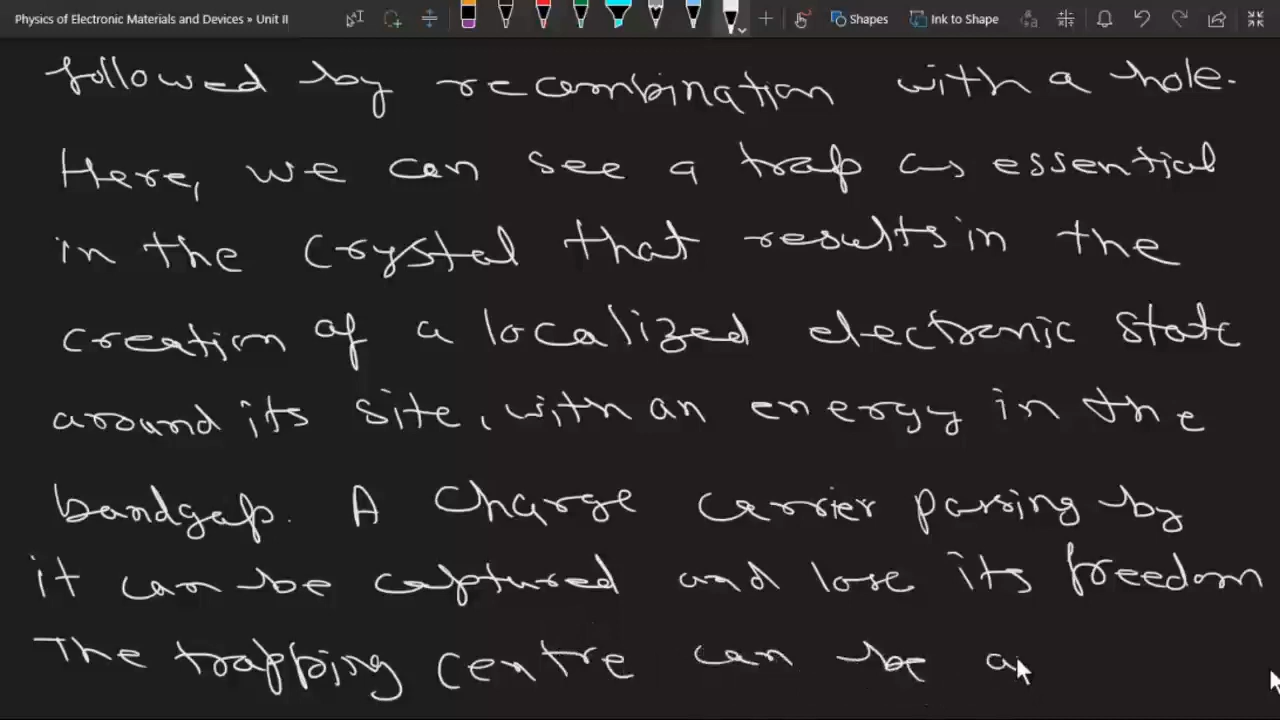 Physics of Electronic Materials and Devices » Unit II
Shapes
Ink to Shape
followed by recombination with a hole.
Here, we can see a trap as essential
in the crystal that results in the
creation of a localized electronic state
around its site, with an energy in the
bandgap. A charge carrier passing by
it can be captured and lose its freedom
The trapping centre can be a